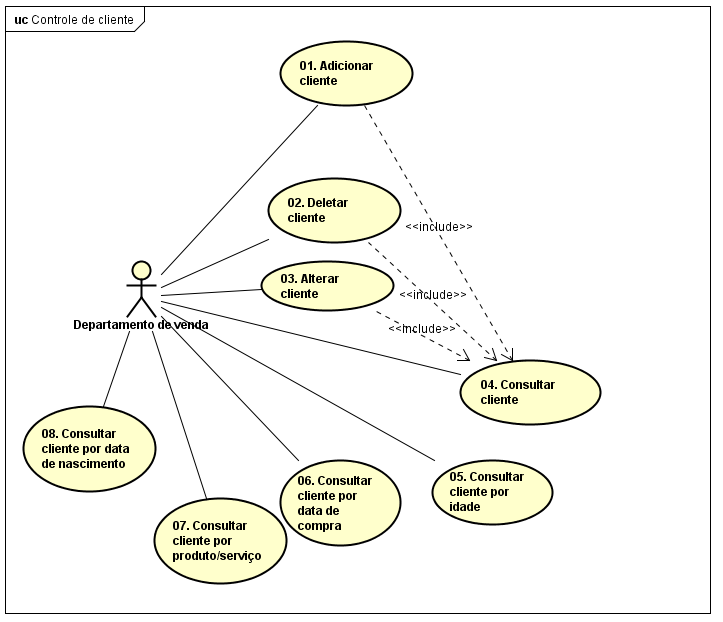 uc Controle de cliente
01. Adicionar
cliente
02. Deletar
cliente
<<include>>
03. Alterar
cliente
<<include>>
Departamento de venda
<<include>>
04. Consultar
cliente
08. Consultar
cliente por data
de nascimento
07. Consultar
cliente por
produto/serviço
06. Consultar
cliente por
data de
compra
05. Consultar
cliente por
idade